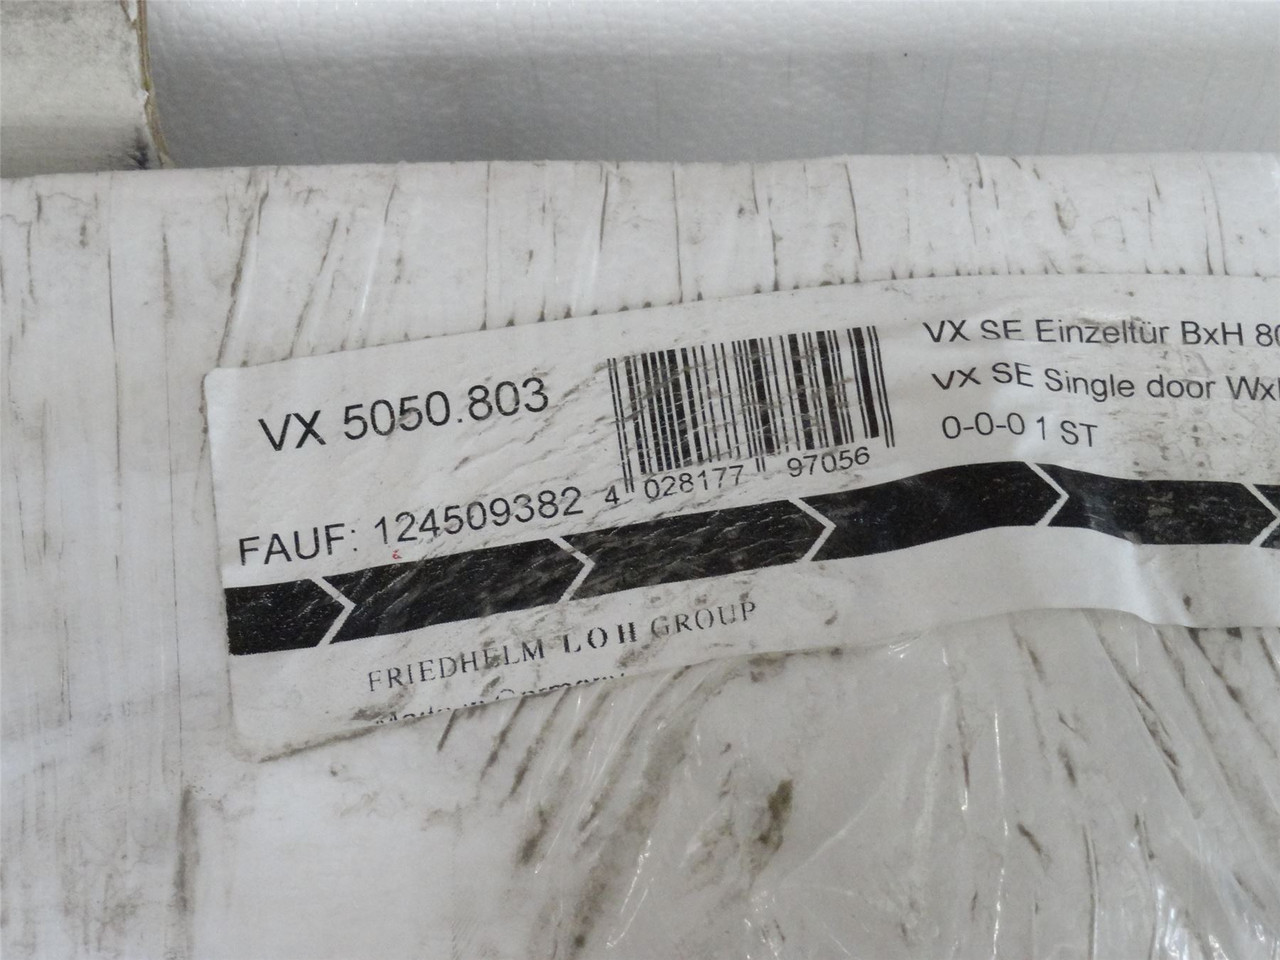 VX 5050.803
FAUF: 124509382
4 028177 97056
VX SE Einzeltür BxH 80
VX SE Single door Wx
0-0-0 1 ST
FRIEDHELM LOH GROUP